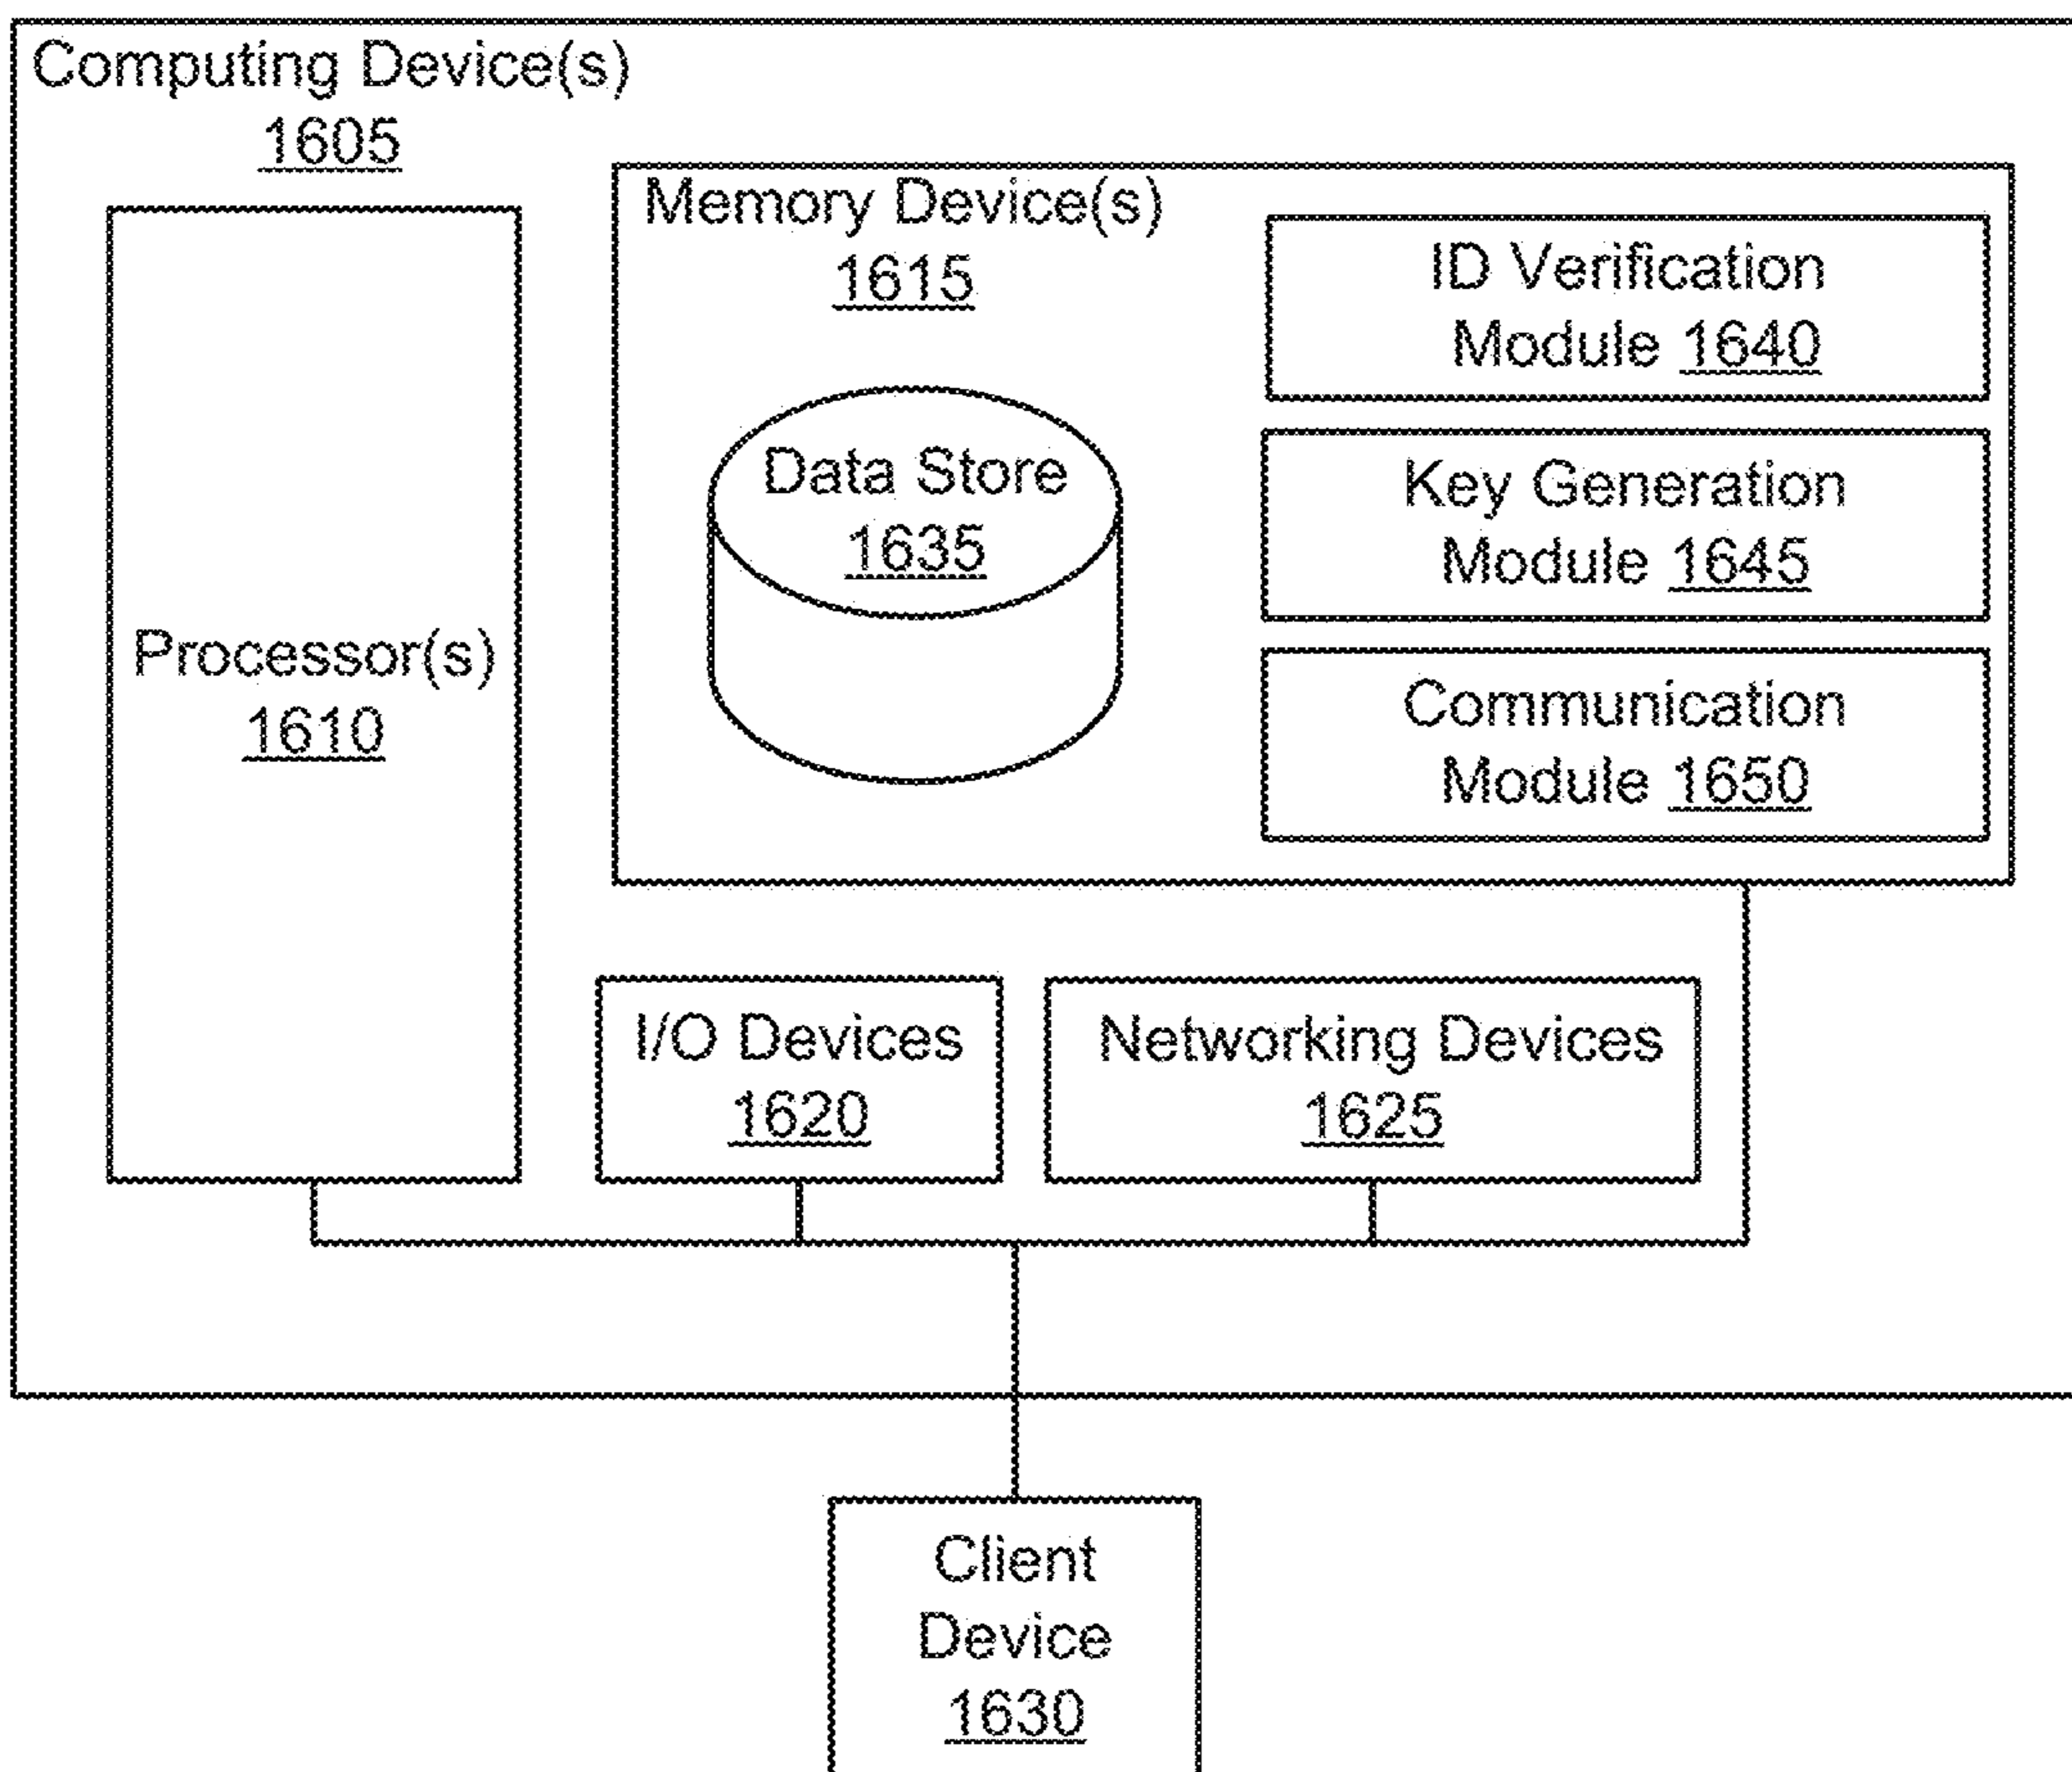 Computing Device(s)
1605
Processor(s)
1610
Memory Device(s)
1615
Data Store
1635
ID Verification
Module 1640
Key Generation
Module 1645
Communication
Module 1650
I/O Devices
1620
Networking Devices
1625
Client
Device
1630